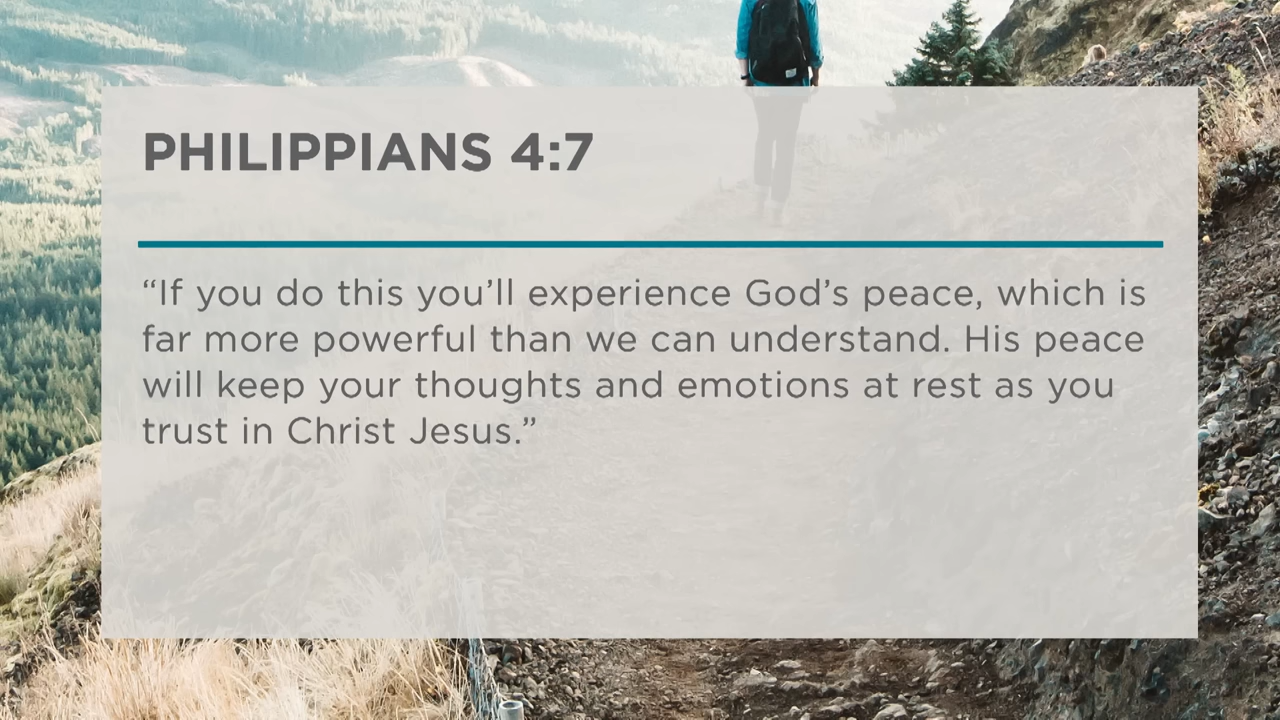 PHILIPPIANS 4:7
“If you do this you’ll experience God’s peace, which is
far more powerful than we can understand. His peace
will keep your thoughts and emotions at rest as you
trust in Christ Jesus.”